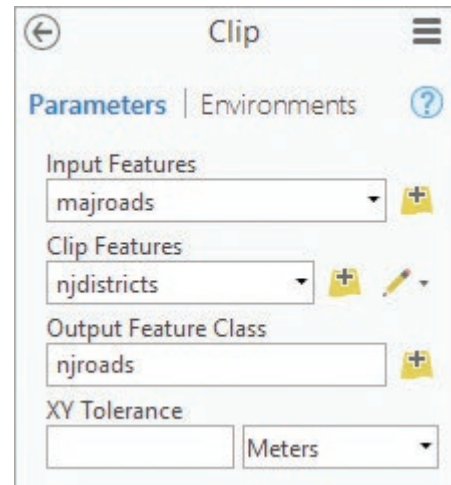 Clip
Parameters | Environments ?
Input Features
majroads
Clip Features
njdistricts
Output Feature Class
njroads
XY Tolerance
Meters